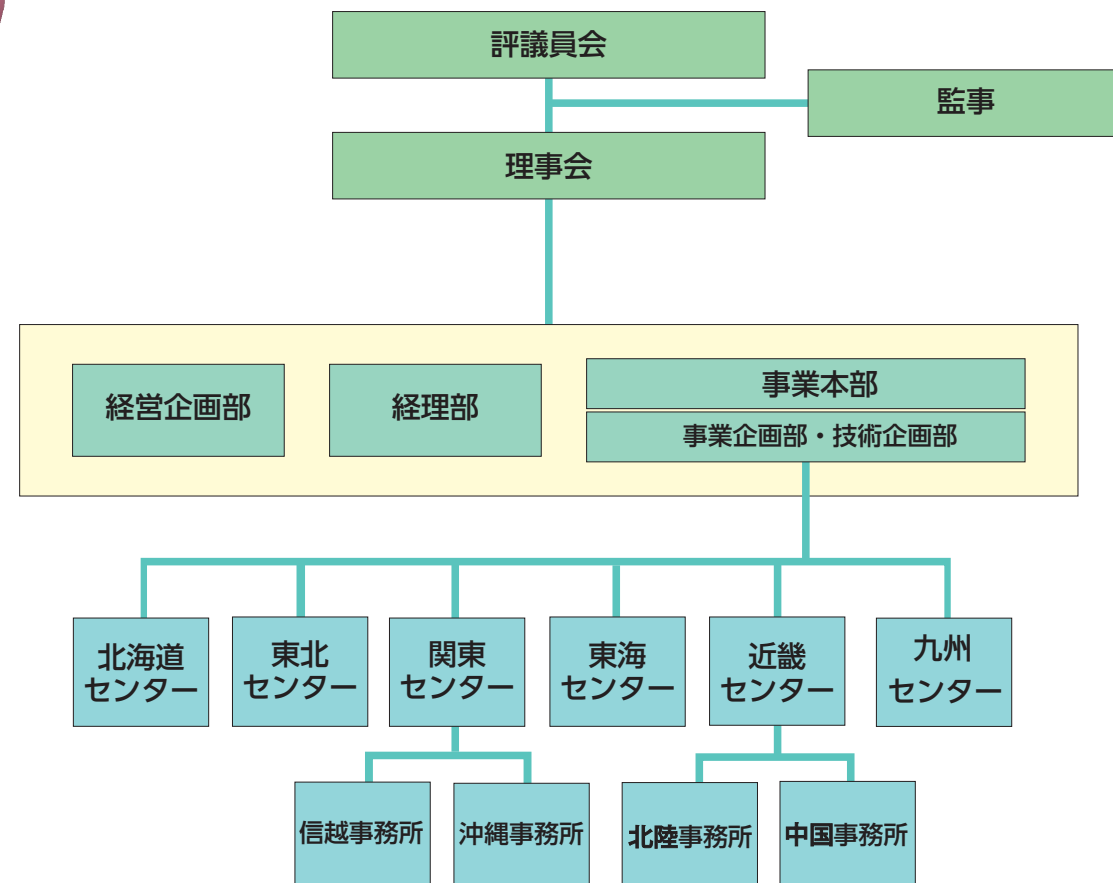 評議員会
監事
理事会
経営企画部
経理部
事業本部
事業企画部・技術企画部
北海道
センター
東北
センター
関東
センター
東海
センター
近畿
センター
九州
センター
信越事務所
沖縄事務所
北陸事務所
中国事務所